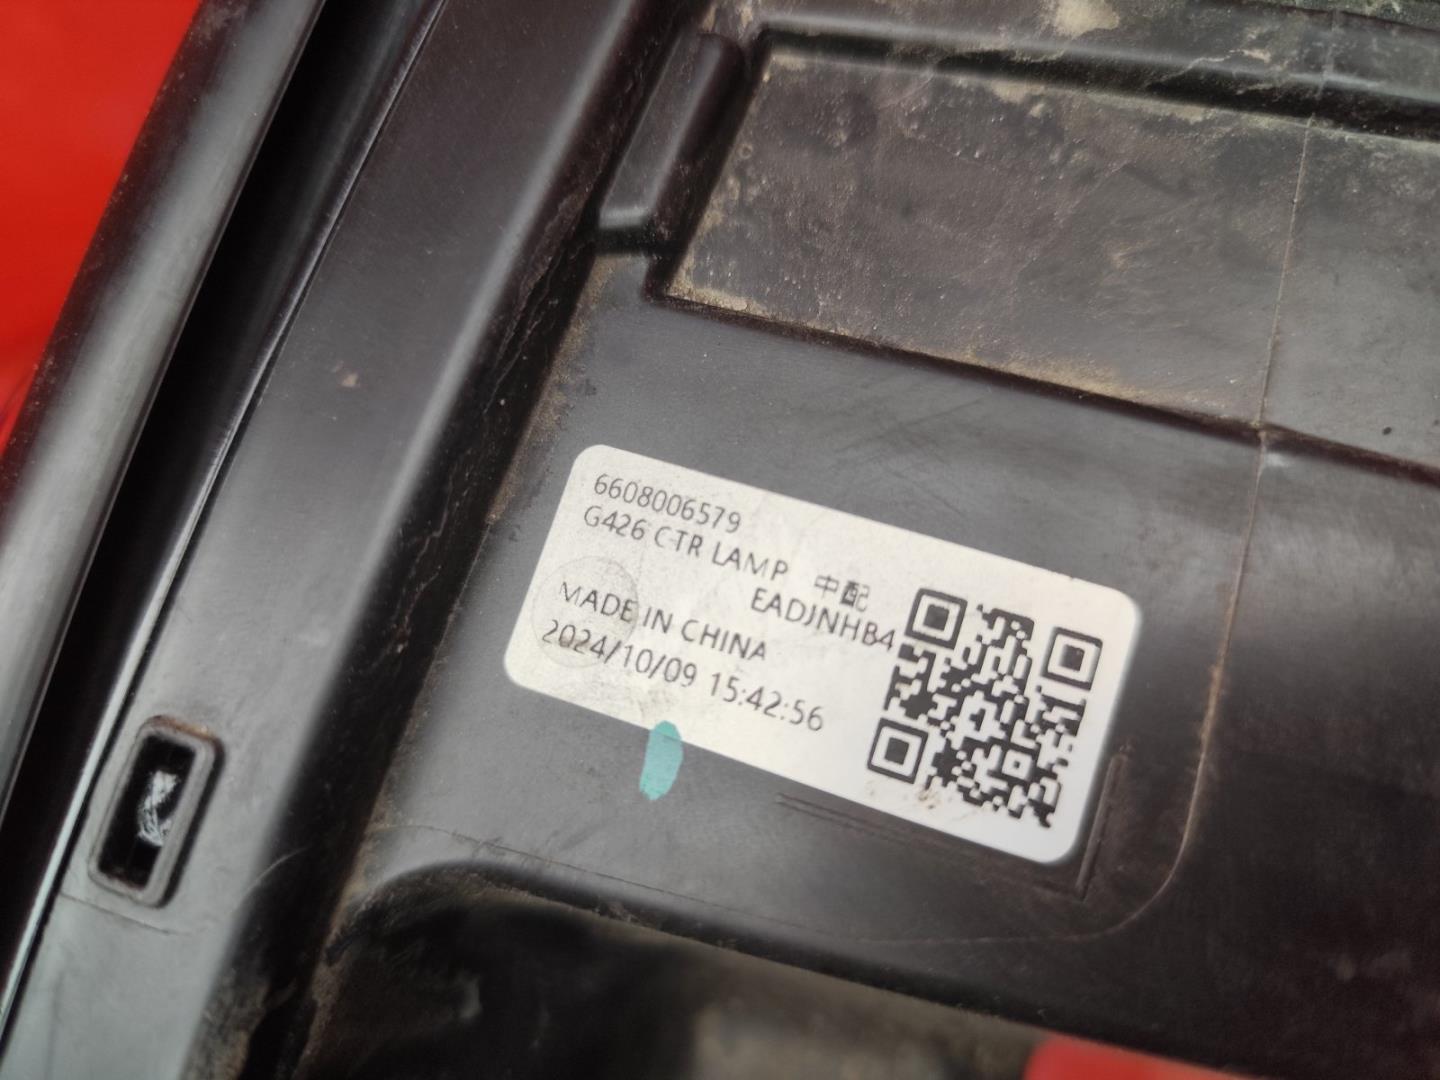 6608006579
G426 CTR LAMP 中配
EADJNHB4
MADE IN CHINA
2024/10/09 15:42:56